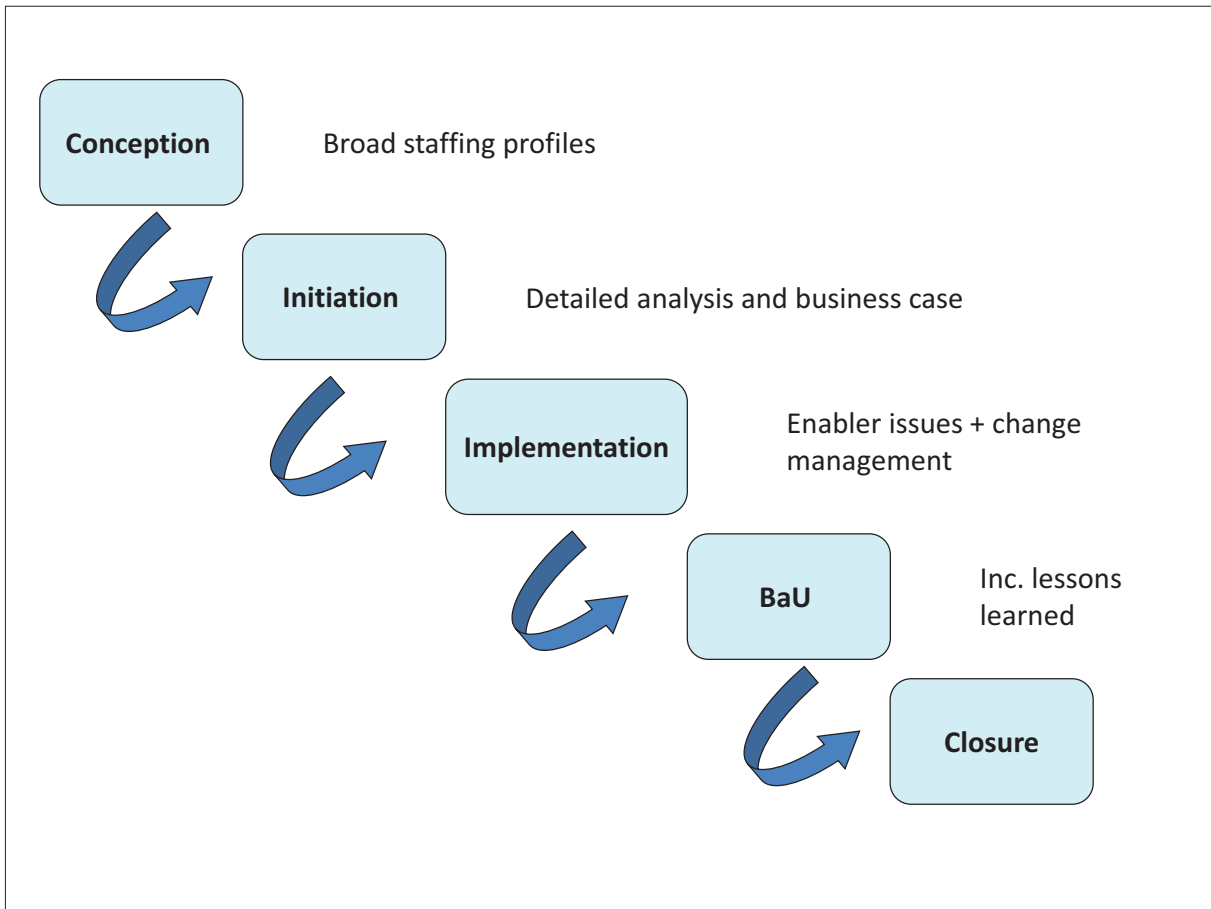 Conception
Broad staffing profiles
Initiation
Detailed analysis and business case
Implementation
Enabler issues + change
management
BaU
Inc. lessons
learned
Closure